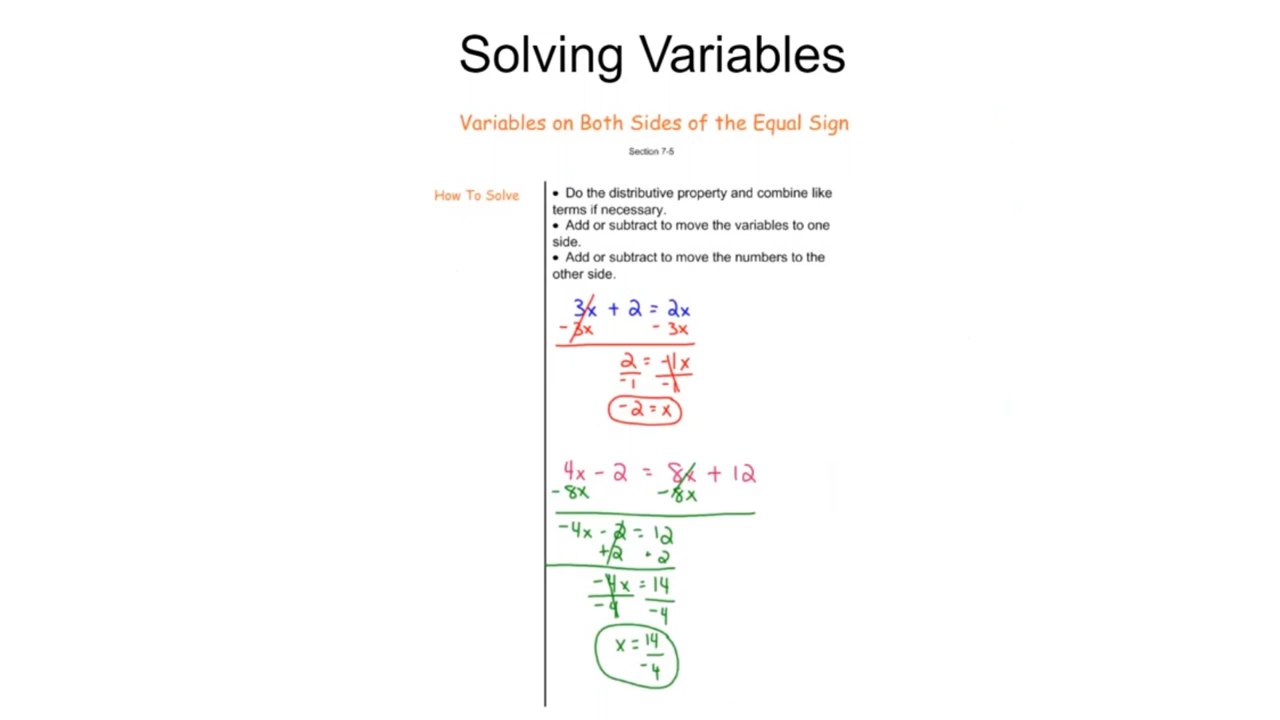 Solving Variables
Variables on Both Sides of the Equal Sign
Section 7-5
How To Solve
• Do the distributive property and combine like
terms if necessary.
• Add or subtract to move the variables to one
side.
• Add or subtract to move the numbers to the
other side.
3x + 2 = 2x
- 3x - 3x
2 = -1x
-1 -1
-2 = x
4x - 2 = 8x + 12
- 8x - 8x
-4x - 2 = 12
+2 +2
-4x = 14
-4 -4
x = 14
-4